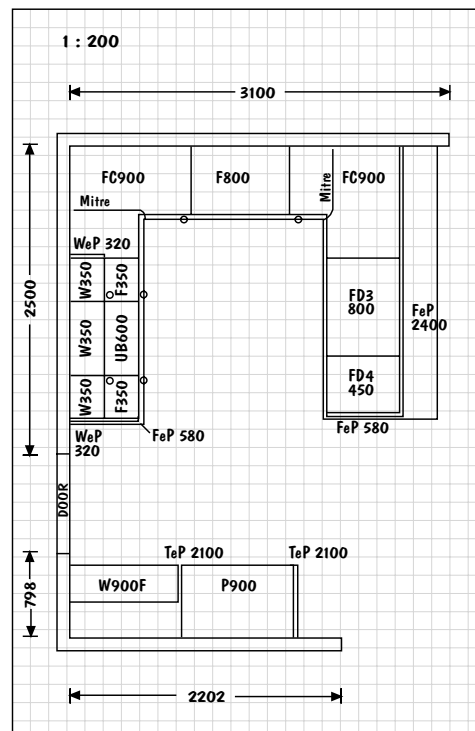 1 : 200
3100
FC900
F800
FC900
Mitre
Mitre
WeP 320
W350
F350
2500
W350
UB600
FD3
800
FeP
2400
W350
F350
FD4
450
WeP
320
FeP 580
FeP 580
DOOR
TeP 2100
TeP 2100
798
W900F
P900
2202